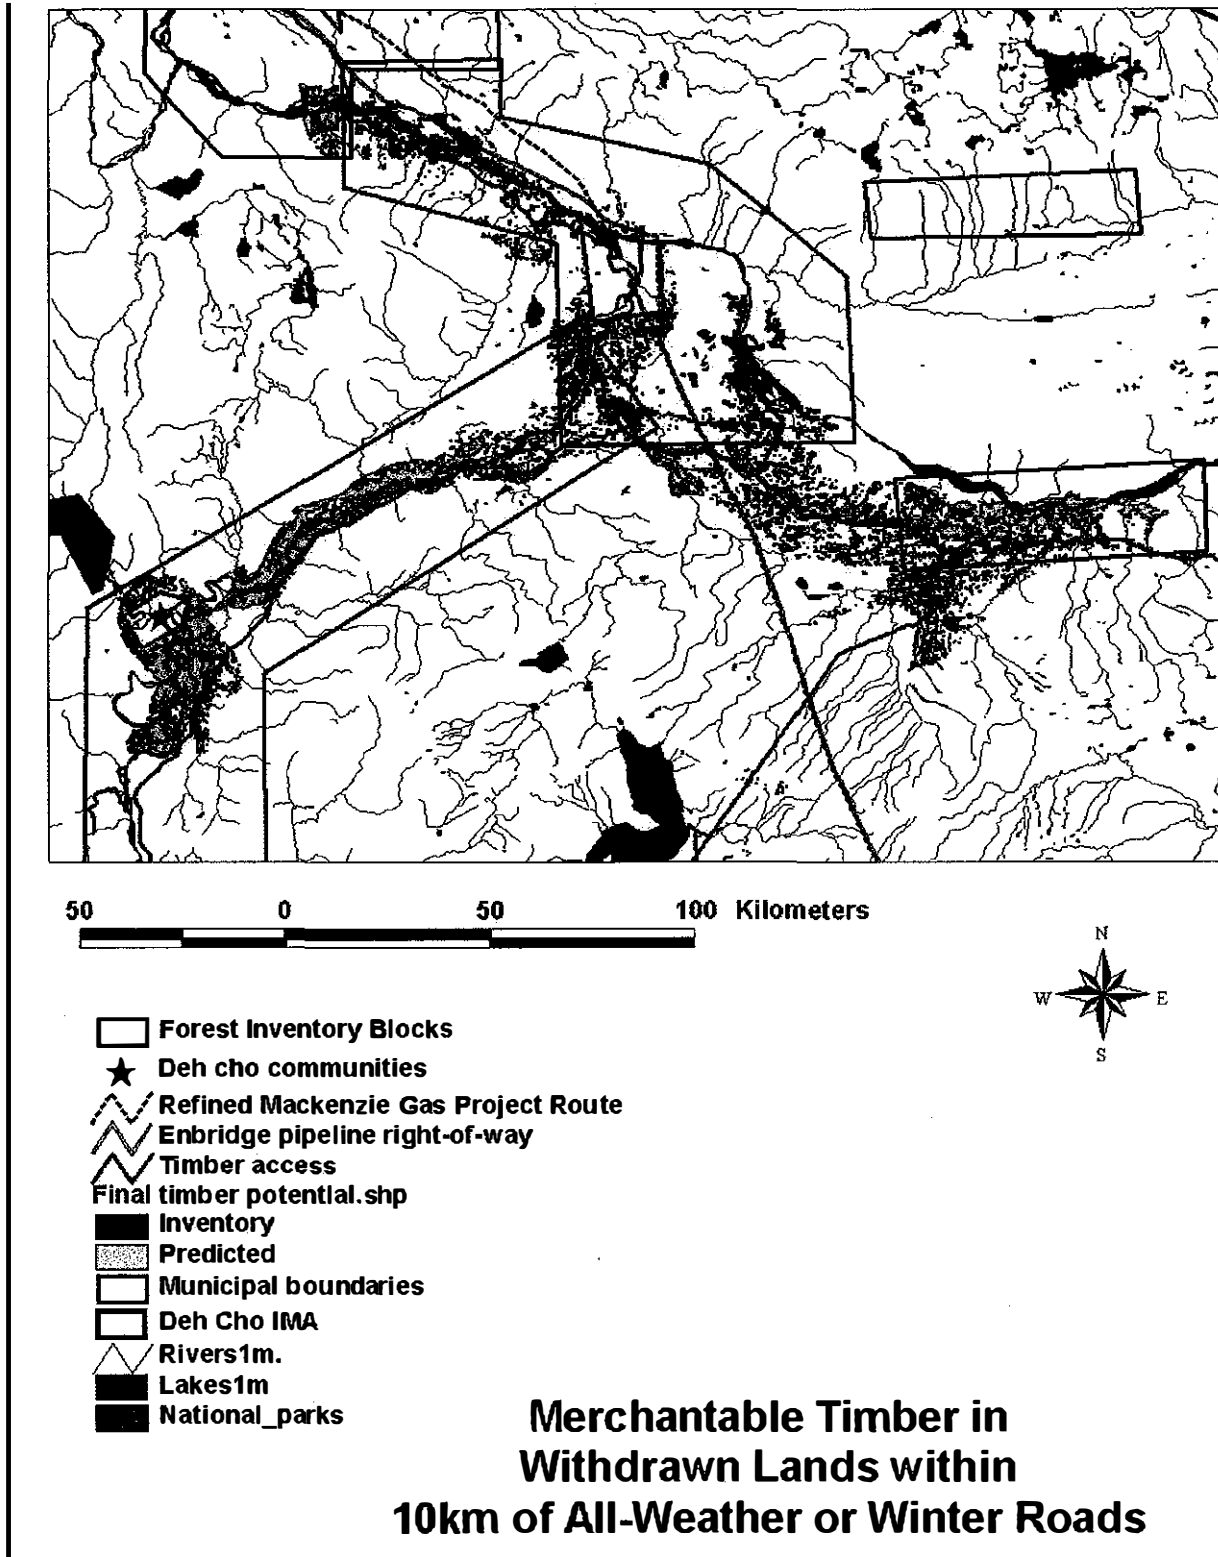 50 0 50 100 Kilometers
N
W E
S
Forest Inventory Blocks
Deh cho communities
Refined Mackenzie Gas Project Route
Enbridge pipeline right-of-way
Timber access
Final timber potential.shp
Inventory
Predicted
Municipal boundaries
Deh Cho IMA
Rivers1m.
Lakes1m
National_parks
Merchantable Timber in
Withdrawn Lands within
10km of All-Weather or Winter Roads